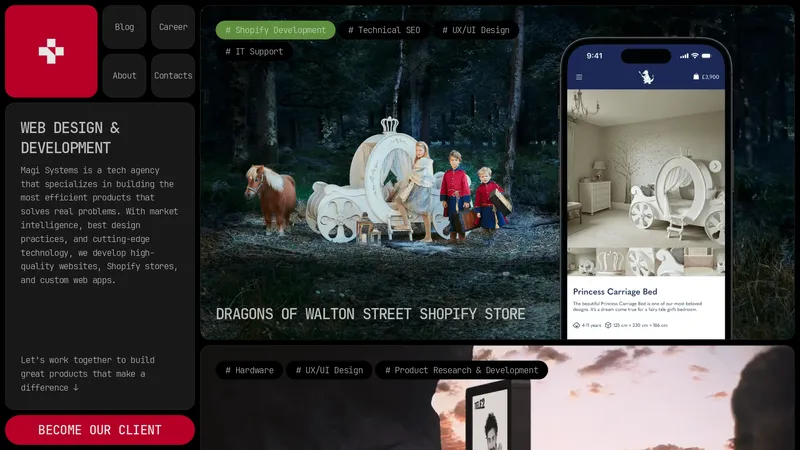 Blog
Career
About
Contacts
WEB DESIGN &
DEVELOPMENT
Magi Systems is a tech agency
that specializes in building the
most efficient products that
solves real problems. With market
intelligence, best design
practices, and cutting-edge
technology, we develop high-
quality websites, Shopify stores,
and custom web apps.
Let's work together to build
great products that make a
difference ↓
BECOME OUR CLIENT
# Shopify Development
# Technical SEO
# UX/UI Design
# IT Support
DRAGONS OF WALTON STREET SHOPIFY STORE
9:41
£3,900
Princess Carriage Bed
The beautiful Princess Carriage Bed is one of our most beloved
designs. It's a dream come true for a fairy tale girl's bedroom.
4-11 years
125 cm × 230 cm × 166 cm
# Hardware
# UX/UI Design
# Product Research & Development